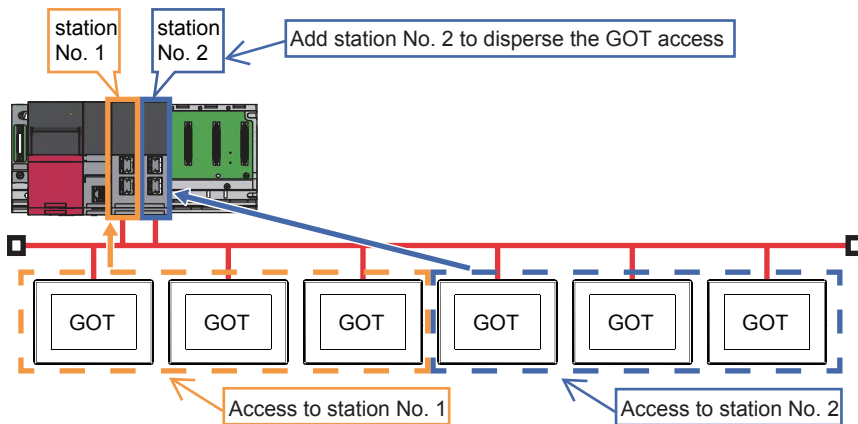 station
No. 1
station
No. 2
Add station No. 2 to disperse the GOT access
GOT
GOT
GOT
GOT
GOT
GOT
Access to station No. 1
Access to station No. 2